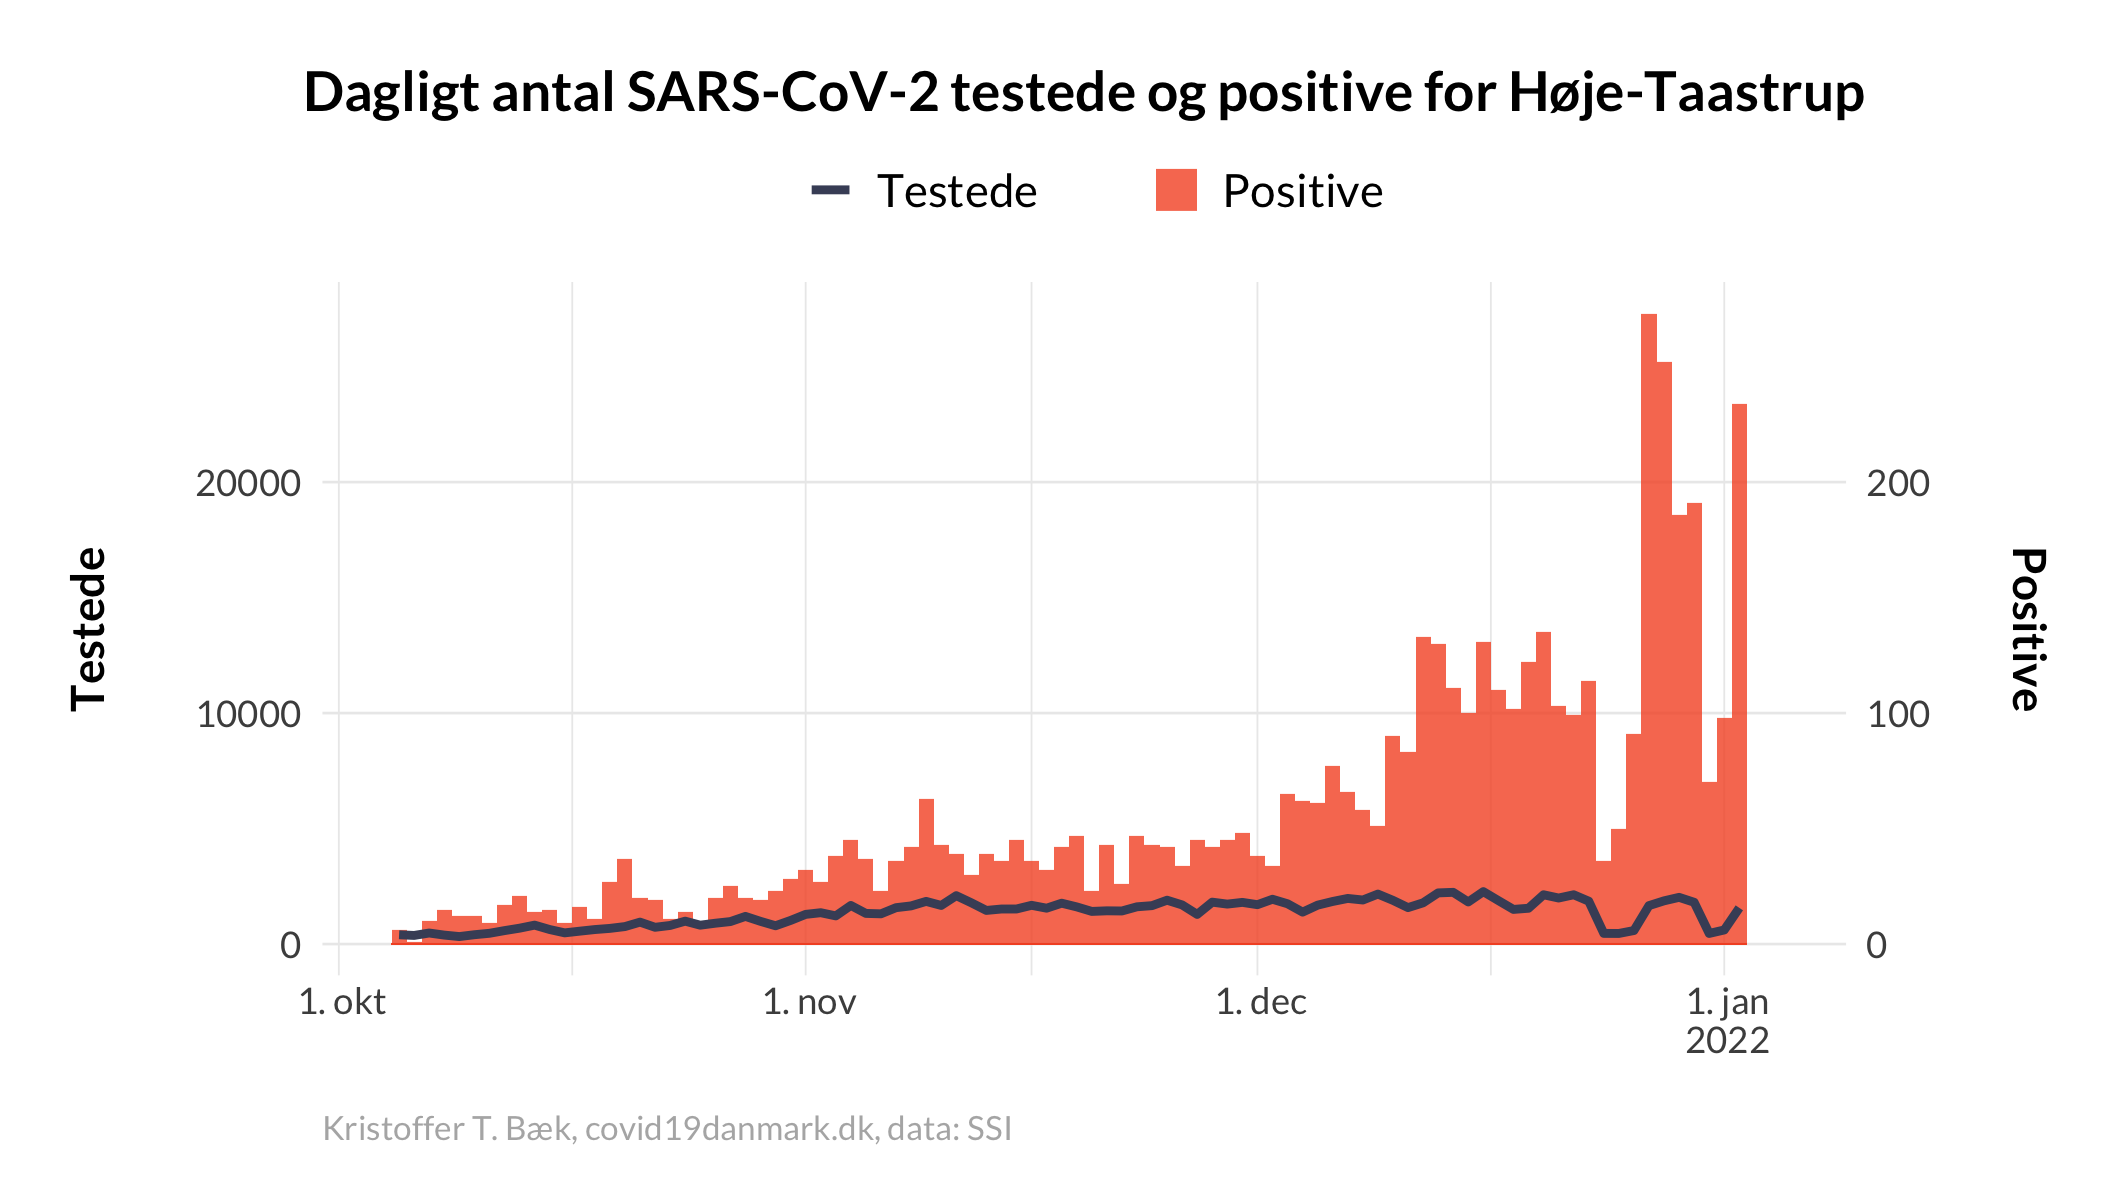 Dagligt antal SARS-CoV-2 testede og positive for Høje-Taastrup
Testede
Positive
20000
10000
0
Testede
200
100
0
Positive
1. okt
1. nov
1. dec
1. jan
2022
Kristoffer T. Bæk, covid19danmark.dk, data: SSI